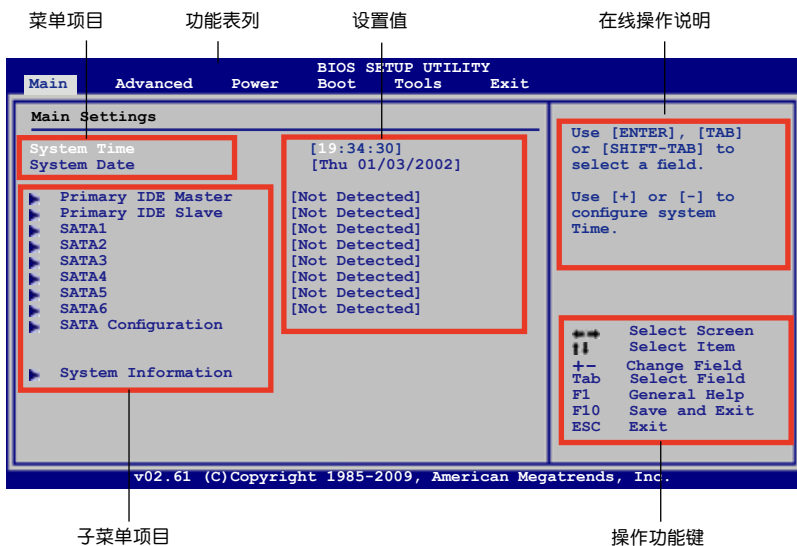 菜单项目 功能表列 设置值 在线操作说明
BIOS SETUP UTILITY
Main Advanced Power Boot Tools Exit
Main Settings
System Time [19:34:30]
System Date [Thu 01/03/2002]
Primary IDE Master [Not Detected]
Primary IDE Slave [Not Detected]
SATA1 [Not Detected]
SATA2 [Not Detected]
SATA3 [Not Detected]
SATA4 [Not Detected]
SATA5 [Not Detected]
SATA6 [Not Detected]
SATA Configuration
System Information
Use [ENTER], [TAB]
or [SHIFT-TAB] to
select a field.
Use [+] or [-] to
configure system
Time.
Select Screen
Select Item
+- Change Field
Tab Select Field
F1 General Help
F10 Save and Exit
ESC Exit
v02.61 (C)Copyright 1985-2009, American Megatrends, Inc.
子菜单项目 操作功能键